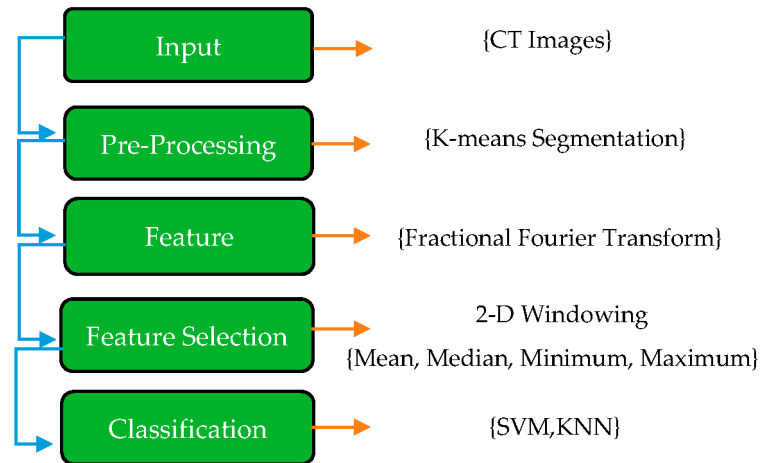 Input
{CT Images}
Pre-Processing
{K-means Segmentation}
Feature
{Fractional Fourier Transform}
Feature Selection
2-D Windowing
{Mean, Median, Minimum, Maximum}
Classification
{SVM,KNN}